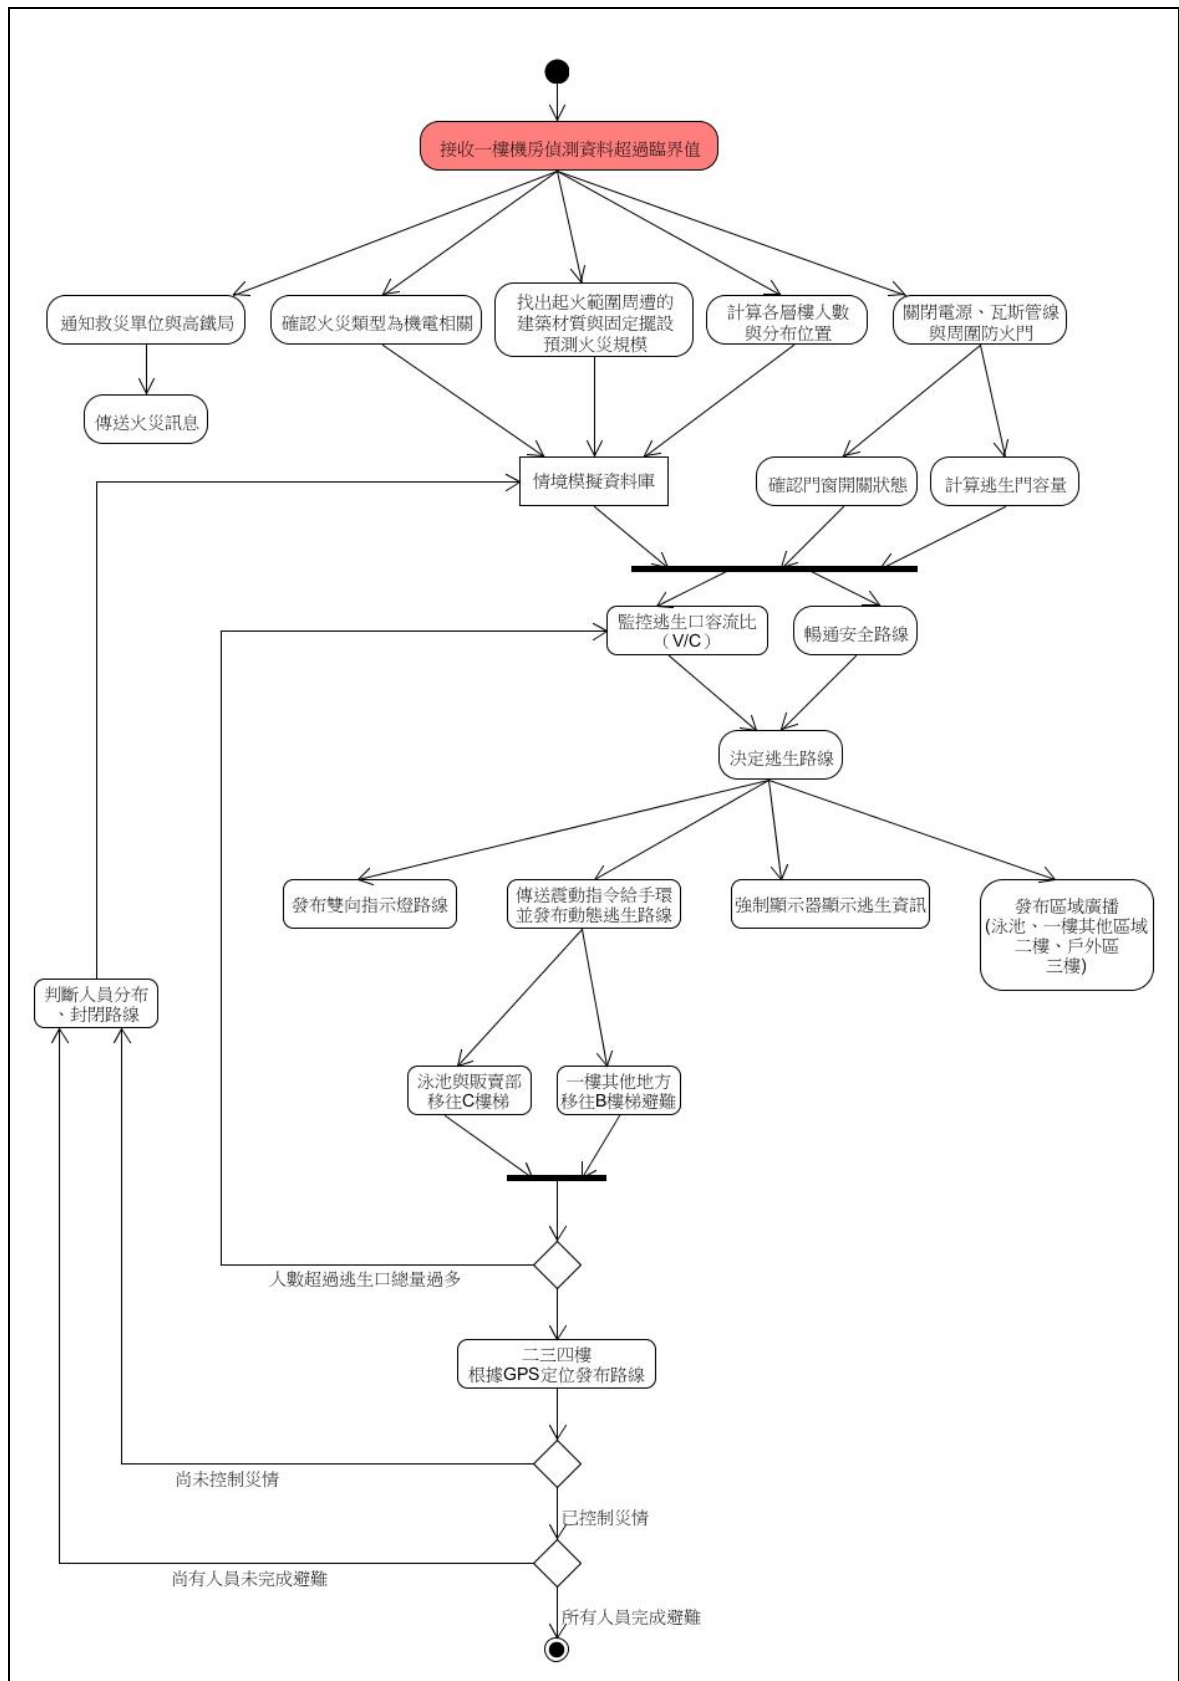 接收一樓機房偵測資料超過臨界值
通知救災單位與高鐵局
確認火災類型為機電相關
找出起火範圍周遭的
建築材質與固定擺設
預測火災規模
計算各層樓人數
與分布位置
關閉電源、瓦斯管線
與周圍防火門
傳送火災訊息
情境模擬資料庫
確認門窗開關狀態
計算逃生門容量
監控逃生口容流比
（V/C）
暢通安全路線
決定逃生路線
發布雙向指示燈路線
傳送震動指令給手環
並發布動態逃生路線
強制顯示器顯示逃生資訊
發布區域廣播
(泳池、一樓其他區域
二樓、戶外區
三樓)
判斷人員分布
、封閉路線
泳池與販賣部
移往C樓梯
一樓其他地方
移往B樓梯避難
人數超過逃生口總量過多
二三四樓
根據GPS定位發布路線
尚未控制災情
已控制災情
尚有人員未完成避難
所有人員完成避難